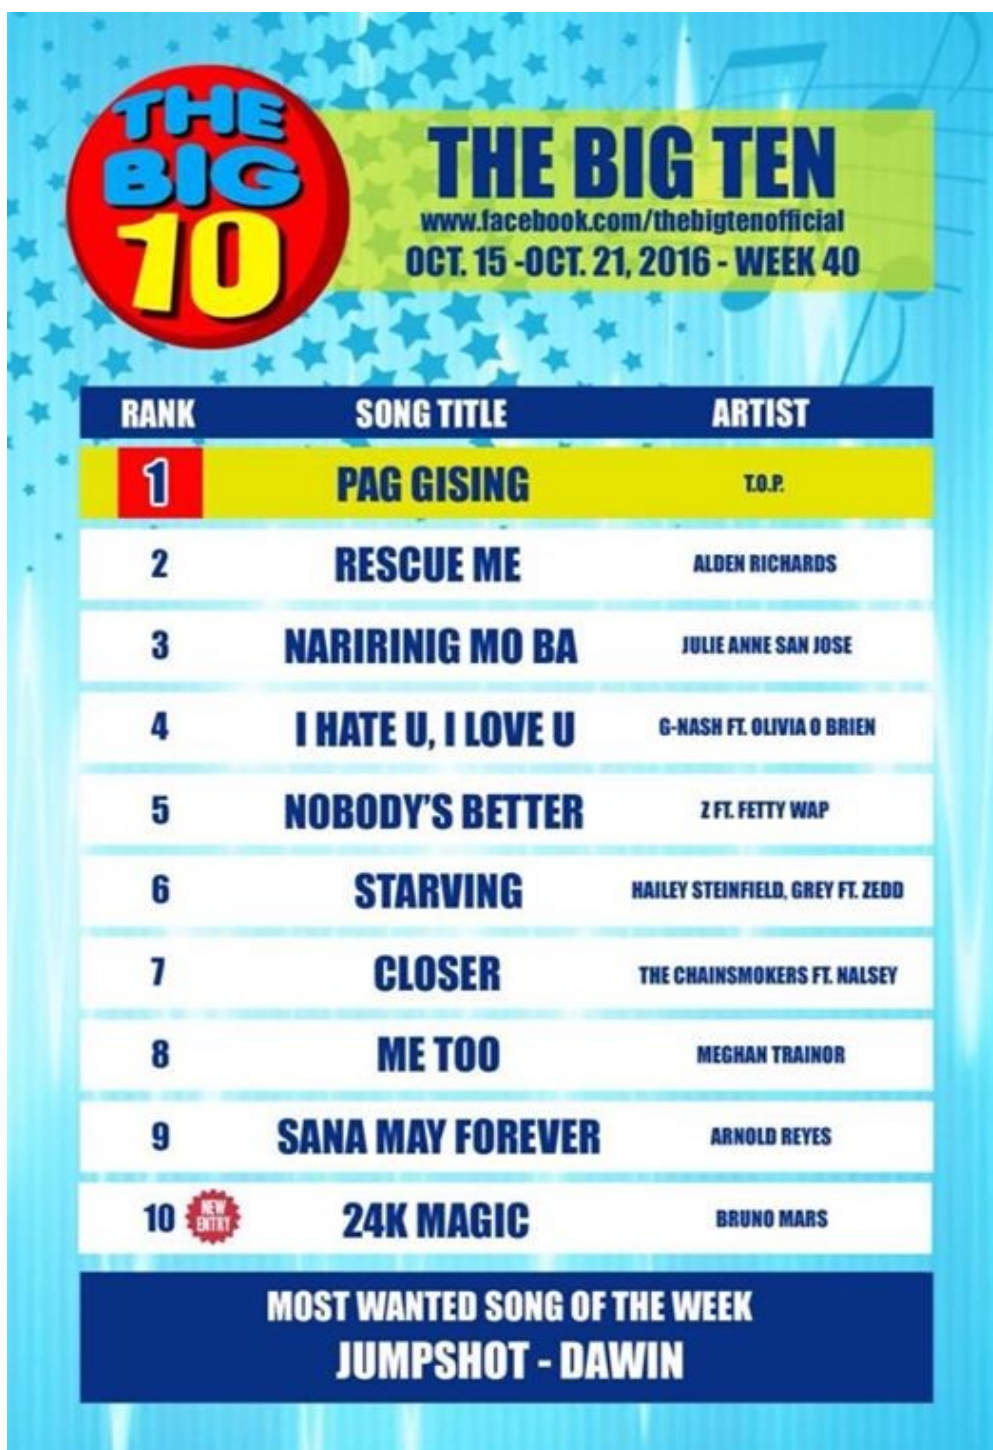 THE
BIG
10
THE BIG TEN
www.facebook.com/thebigtenofficial
OCT. 15 -OCT. 21, 2016 - WEEK 40
RANK SONG TITLE ARTIST
1 PAG GISING T.O.P.
2 RESCUE ME ALDEN RICHARDS
3 NARIRINIG MO BA JULIE ANNE SAN JOSE
4 I HATE U, I LOVE U G-NASH FT. OLIVIA O BRIEN
5 NOBODY'S BETTER Z FT. FETTY WAP
6 STARVING HAILEY STEINFIELD, GREY FT. ZEDD
7 CLOSER THE CHAINSMOKERS FT. NALSEY
8 ME TOO MEGHAN TRAINOR
9 SANA MAY FOREVER ARNOLD REYES
10 NEW ENTRY 24K MAGIC BRUNO MARS
MOST WANTED SONG OF THE WEEK
JUMPSHOT - DAWIN